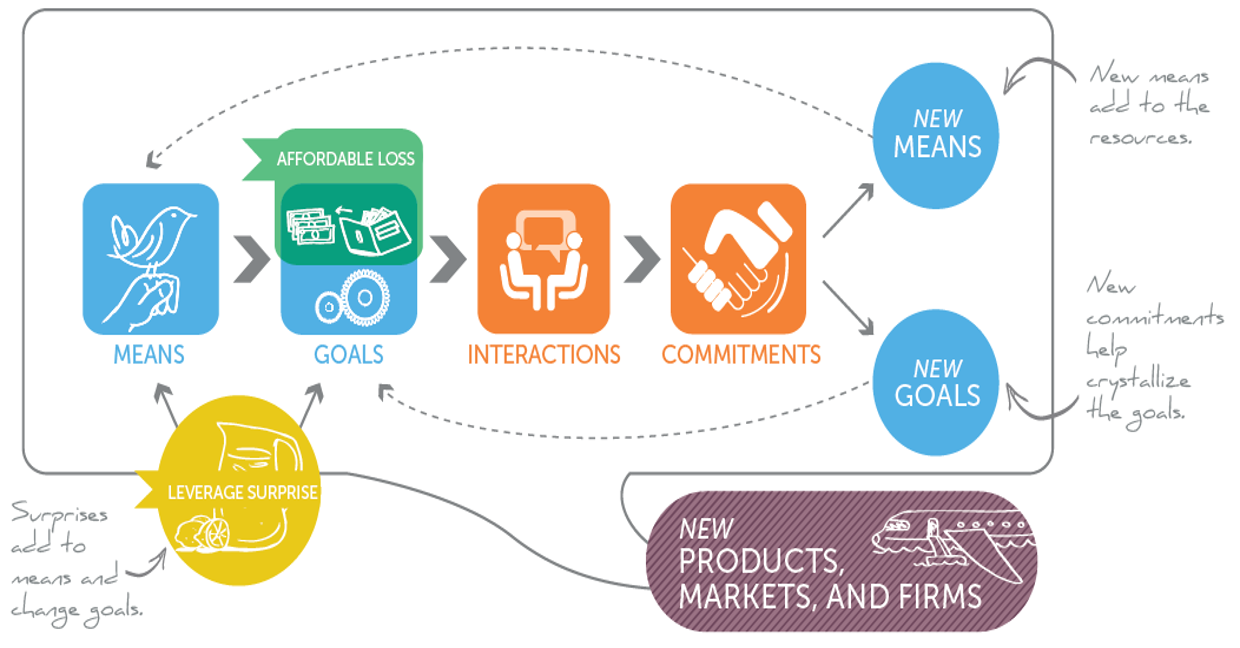 NEW
MEANS
New means
add to the
resources.
AFFORDABLE LOSS
MEANS
GOALS
INTERACTIONS
COMMITMENTS
NEW
GOALS
New
commitments
help
crystallize
the goals.
LEVERAGE SURPRISE
Surprises
add to
means and
change goals.
NEW
PRODUCTS,
MARKETS, AND FIRMS